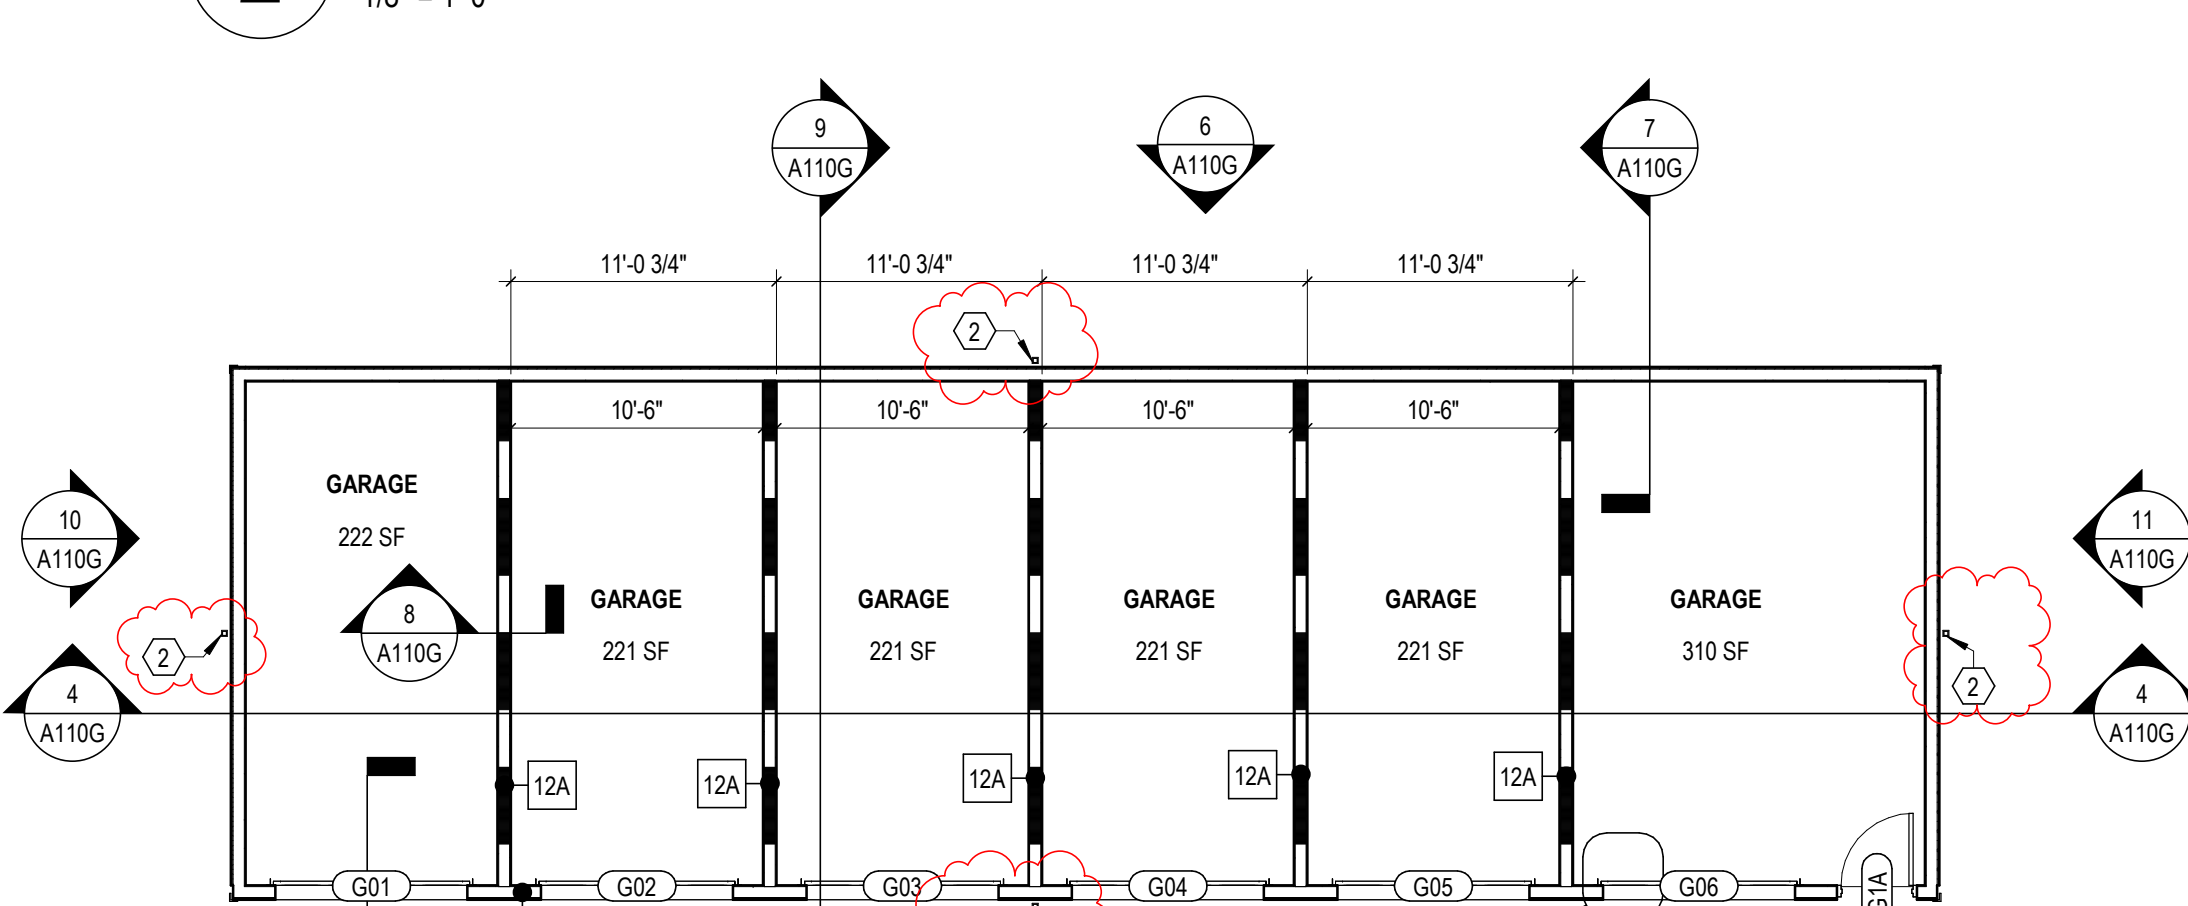 9
A110G
6
A110G
7
A110G
11'-0 3/4"
11'-0 3/4"
11'-0 3/4"
11'-0 3/4"
2
10'-6"
10'-6"
10'-6"
10'-6"
GARAGE
222 SF
10
A110G
11
A110G
8
A110G
GARAGE
221 SF
GARAGE
221 SF
GARAGE
221 SF
GARAGE
221 SF
GARAGE
310 SF
2
2
4
A110G
4
A110G
12A
12A
12A
12A
12A
G01
G02
G03
G04
G05
G06